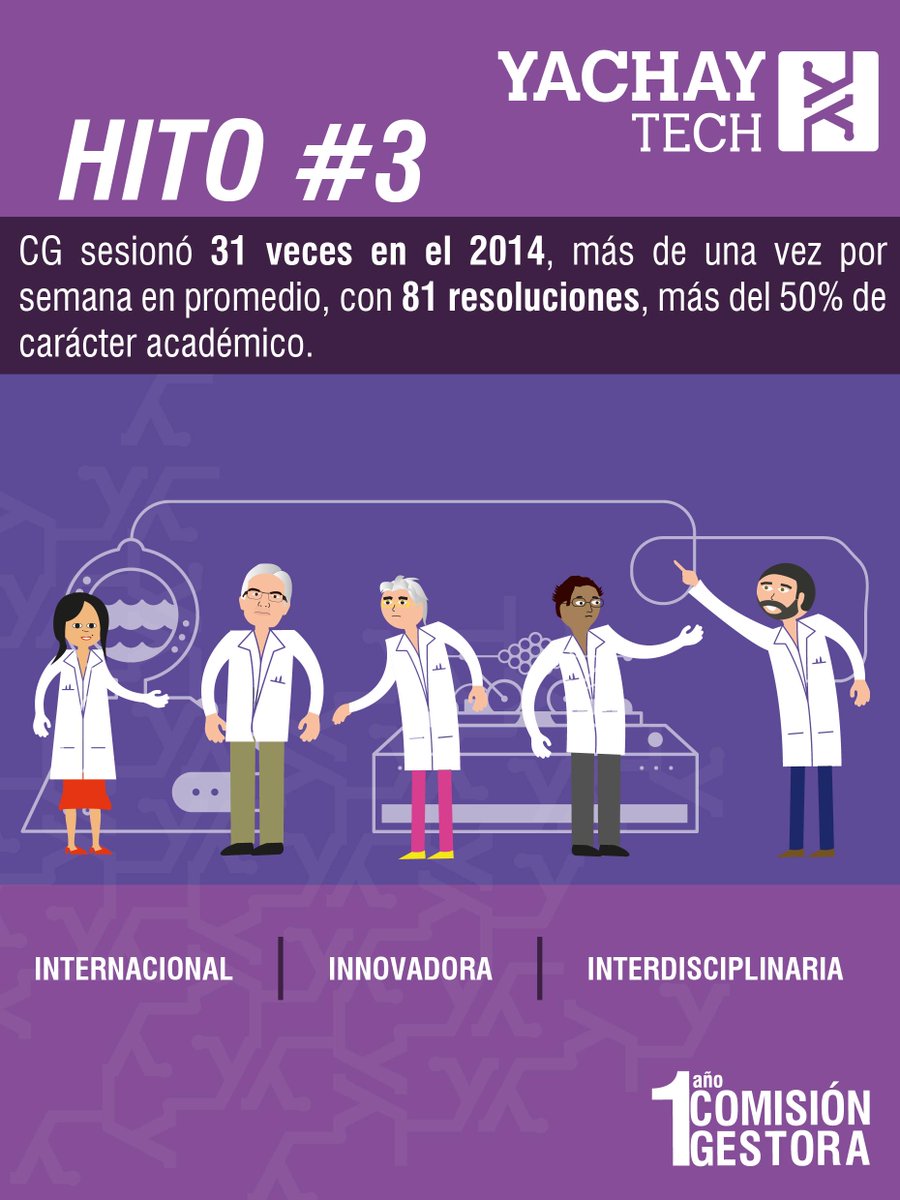 YACHAY
TECH
HITO #3
CG sesionó 31 veces en el 2014, más de una vez por
semana en promedio, con 81 resoluciones, más del 50% de
carácter académico.
INTERNACIONAL
INNOVADORA
INTERDISCIPLINARIA
1 año
COMISIÓN
GESTORA